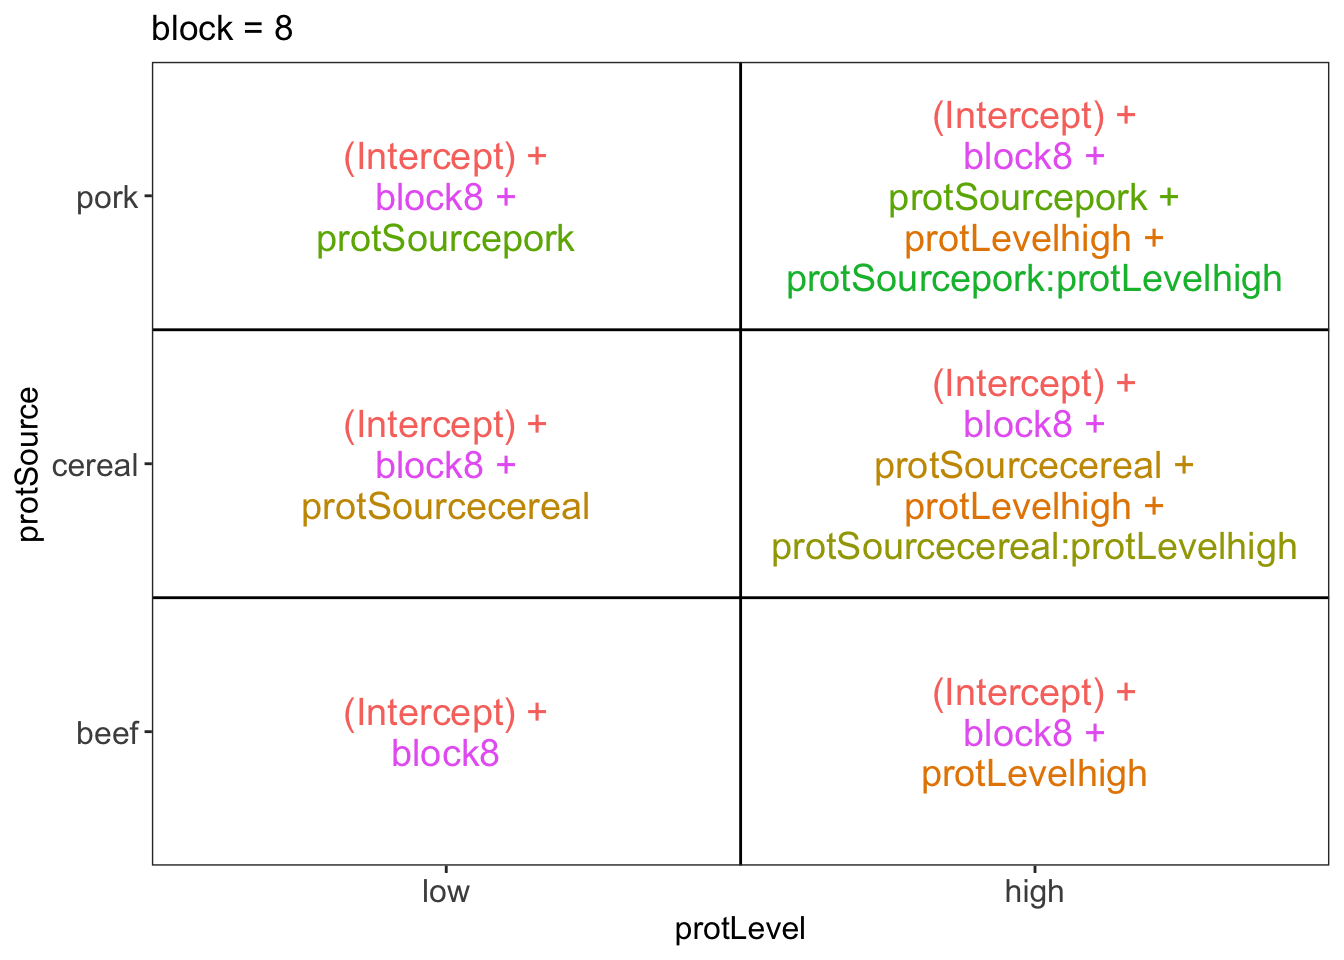 block = 8
pork
(Intercept) +
block8 +
protSourcepork
(Intercept) +
block8 +
protSourcepork +
protLevelhigh +
protSourcepork:protLevelhigh
protSource
cereal
(Intercept) +
block8 +
protSourcecereal
(Intercept) +
block8 +
protSourcecereal +
protLevelhigh +
protSourcecereal:protLevelhigh
beef
(Intercept) +
block8
(Intercept) +
block8 +
protLevelhigh
low
high
protLevel